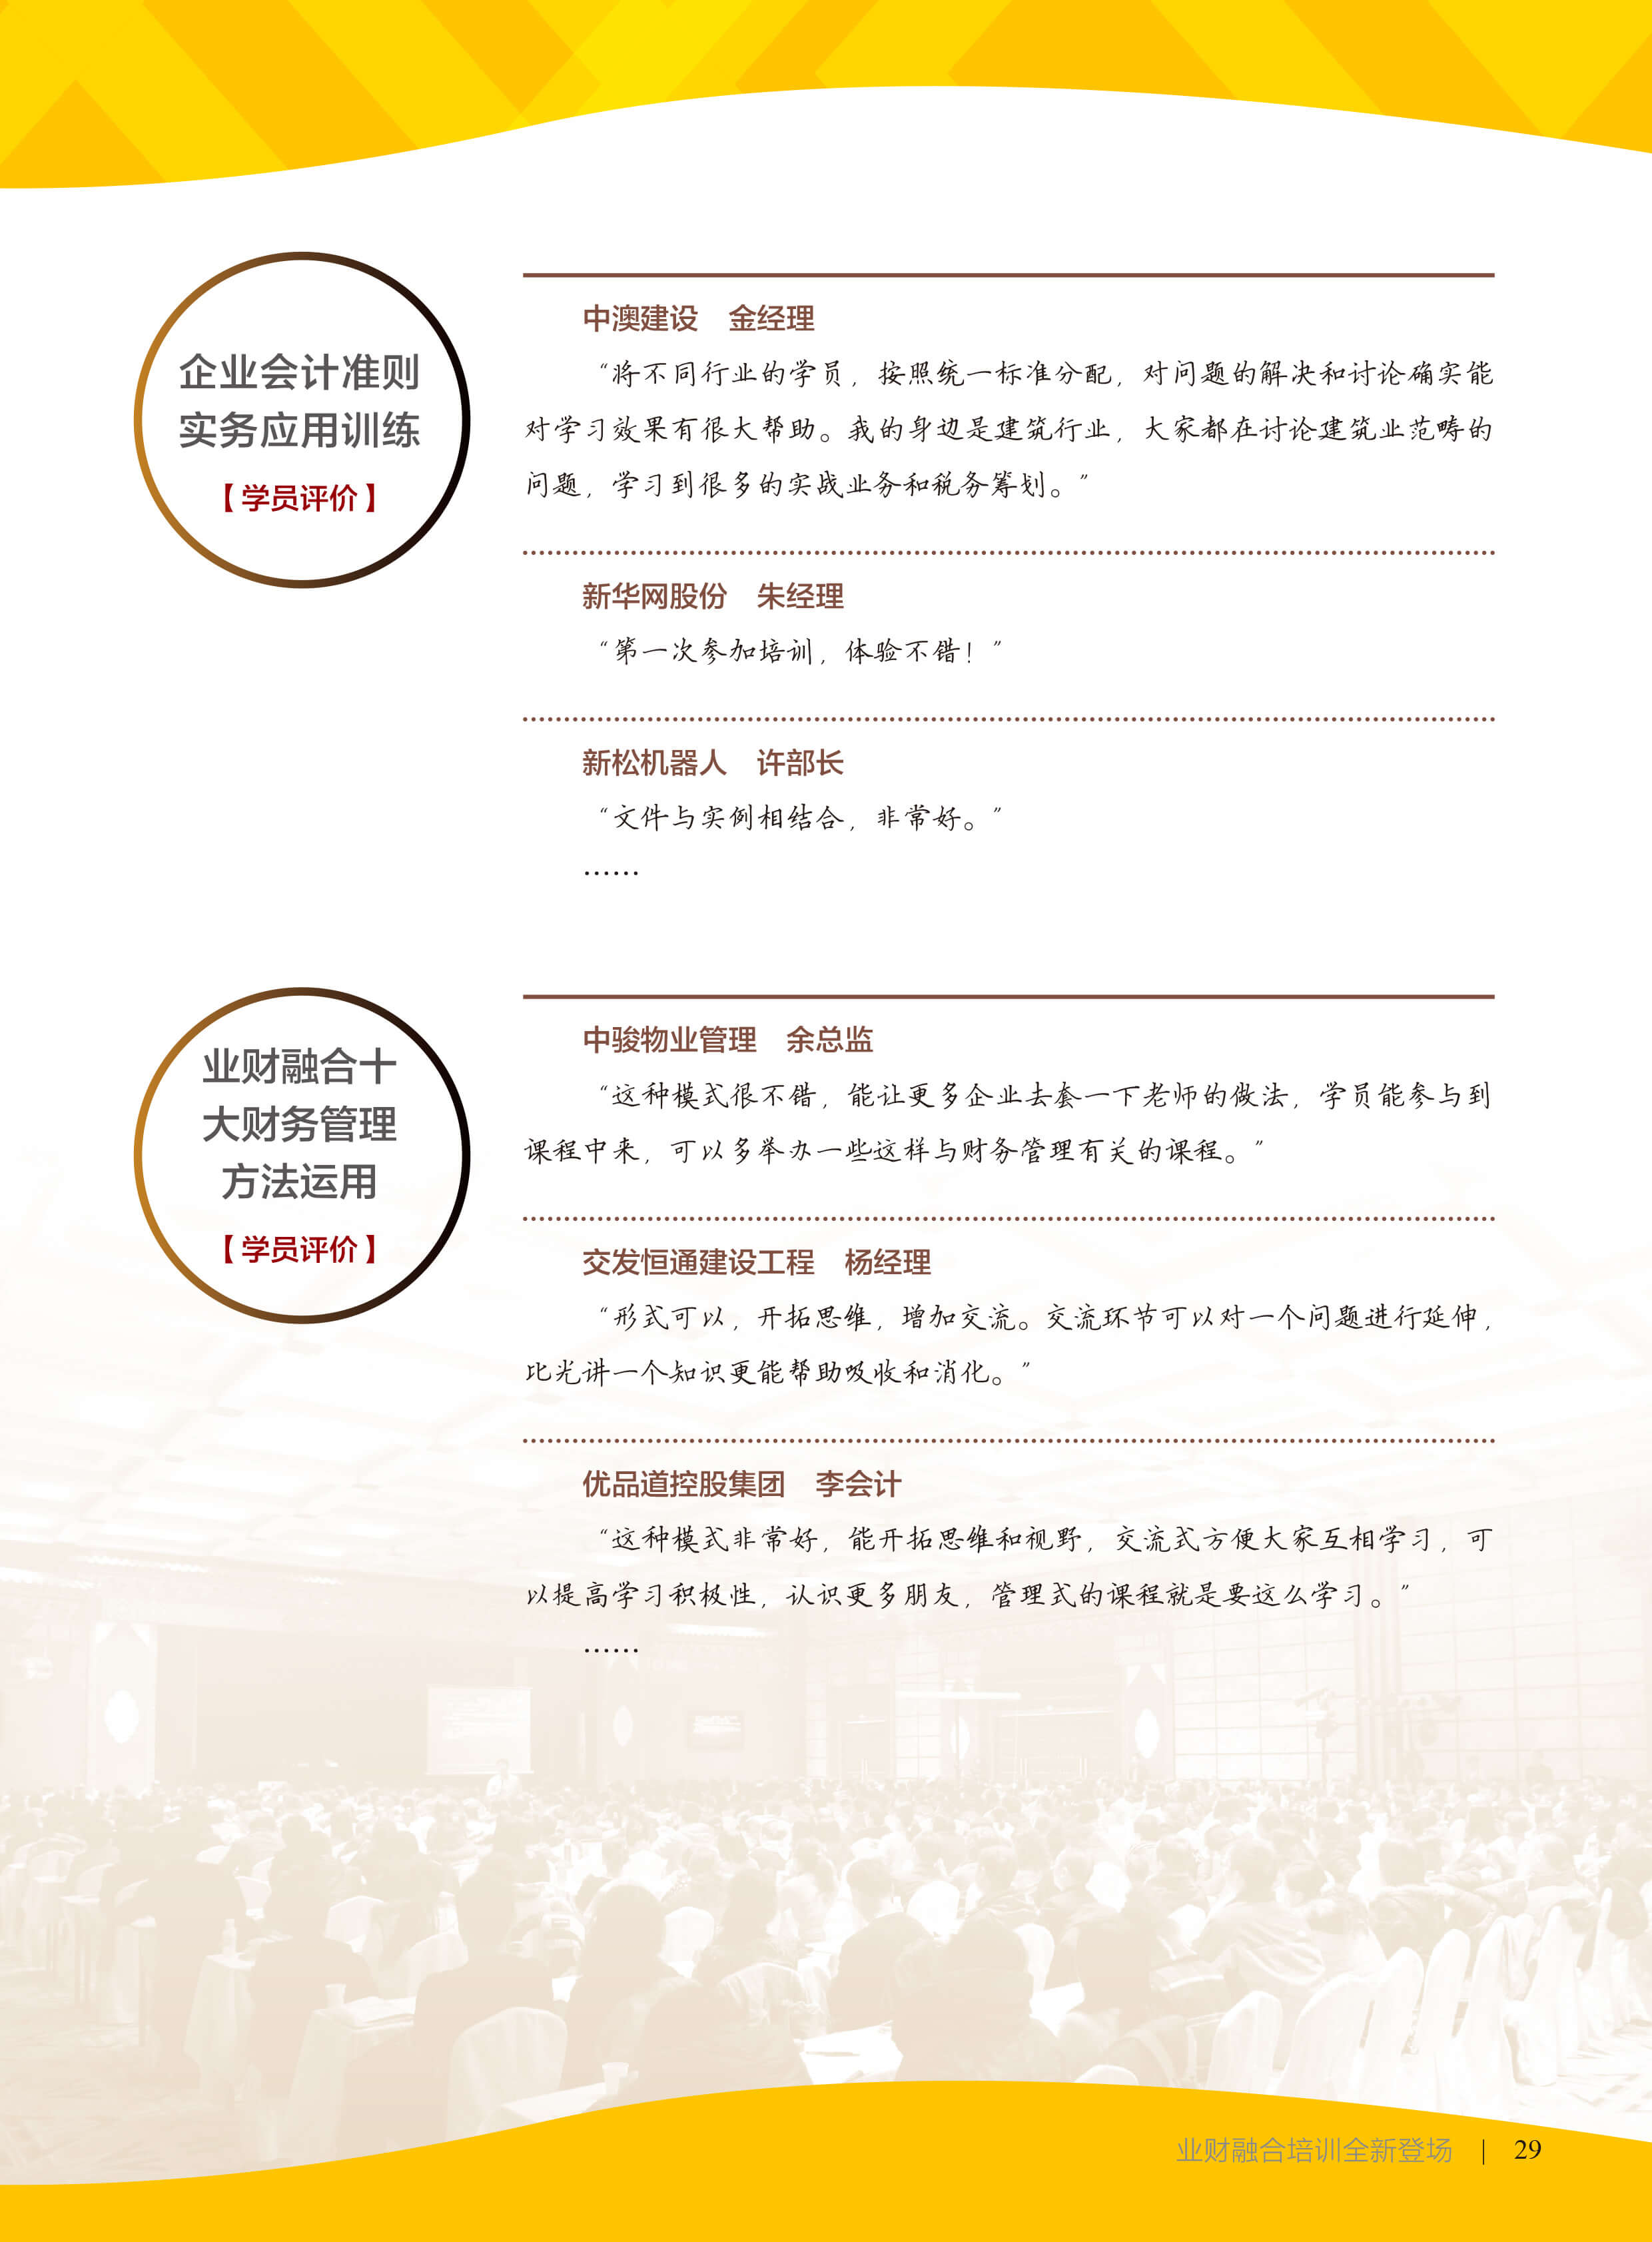 企业会计准则
实务应用训练
【学员评价】
中澳建设　金经理
“将不同行业的学员，按照统一标准分配，对问题的解决和讨论确实能
对学习效果有很大帮助。我的身边是建筑行业，大家都在讨论建筑业范畴的
问题，学习到很多的实战业务和税务筹划。”
新华网股份　朱经理
“第一次参加培训，体验不错！”
新松机器人　许部长
“文件与实例相结合，非常好。”
……
业财融合十
大财务管理
方法运用
【学员评价】
中骏物业管理　余总监
“这种模式很不错，能让更多企业去套一下老师的做法，学员能参与到
课程中来，可以多举办一些这样与财务管理有关的课程。”
交发恒通建设工程　杨经理
“形式可以，开拓思维，增加交流。交流环节可以对一个问题进行延伸，
比光讲一个知识更能帮助吸收和消化。”
优品道控股集团　李会计
“这种模式非常好，能开拓思维和视野，交流式方便大家互相学习，可
以提高学习积极性，认识更多朋友，管理式的课程就是要这么学习。”
……
业财融合培训全新登场 | 29